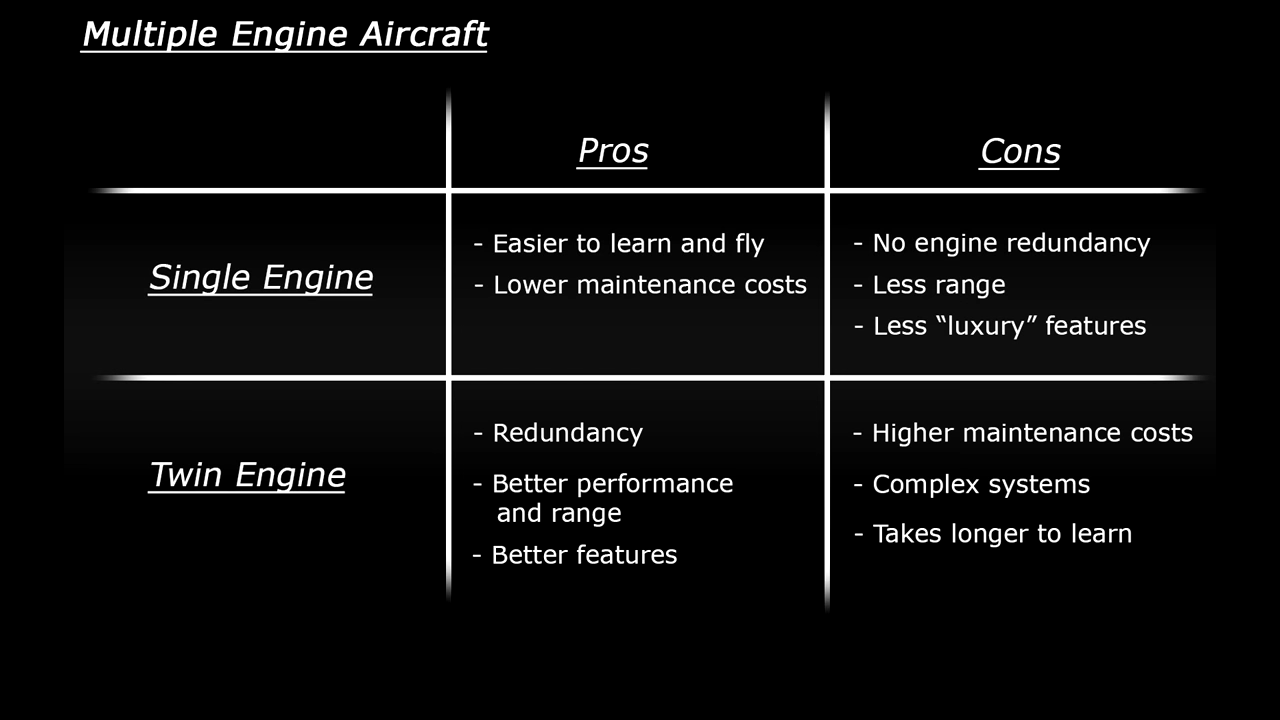 Multiple Engine Aircraft
Pros
Cons
Single Engine
- Easier to learn and fly
- Lower maintenance costs
- No engine redundancy
- Less range
- Less “luxury” features
Twin Engine
- Redundancy
- Better performance
and range
- Better features
- Higher maintenance costs
- Complex systems
- Takes longer to learn